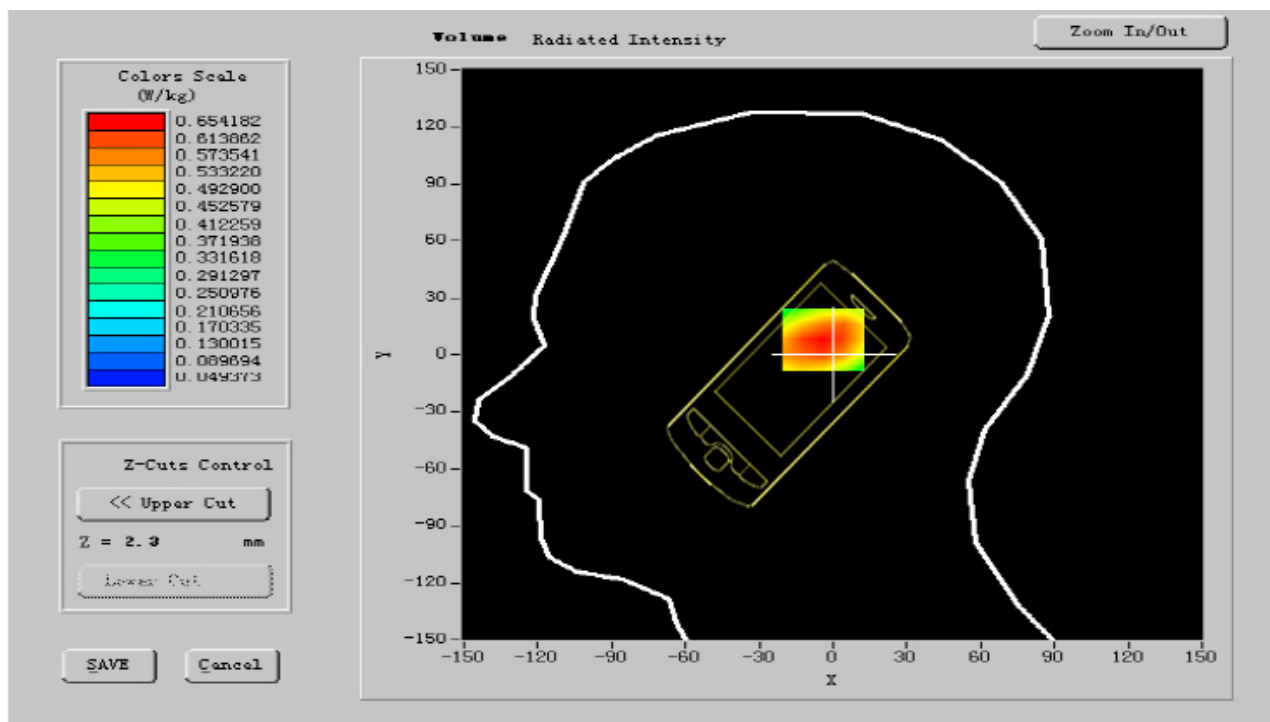 Volume Radiated Intensity
Zoom In/Out
Colors Scale
(W/kg)
0.654182
0.613862
0.573541
0.533220
0.492900
0.452579
0.412259
0.371938
0.331618
0.291297
0.250976
0.210656
0.170335
0.130015
0.089694
0.049373
Z-Cuts Control
<< Upper Cut
Z = 2.3 mm
Lower Cut
SAVE
Cancel
150
120
90
60
30
0
-30
-60
-90
-120
-150
Y
-150 -120 -90 -60 -30 0 30 60 90 120 150
X